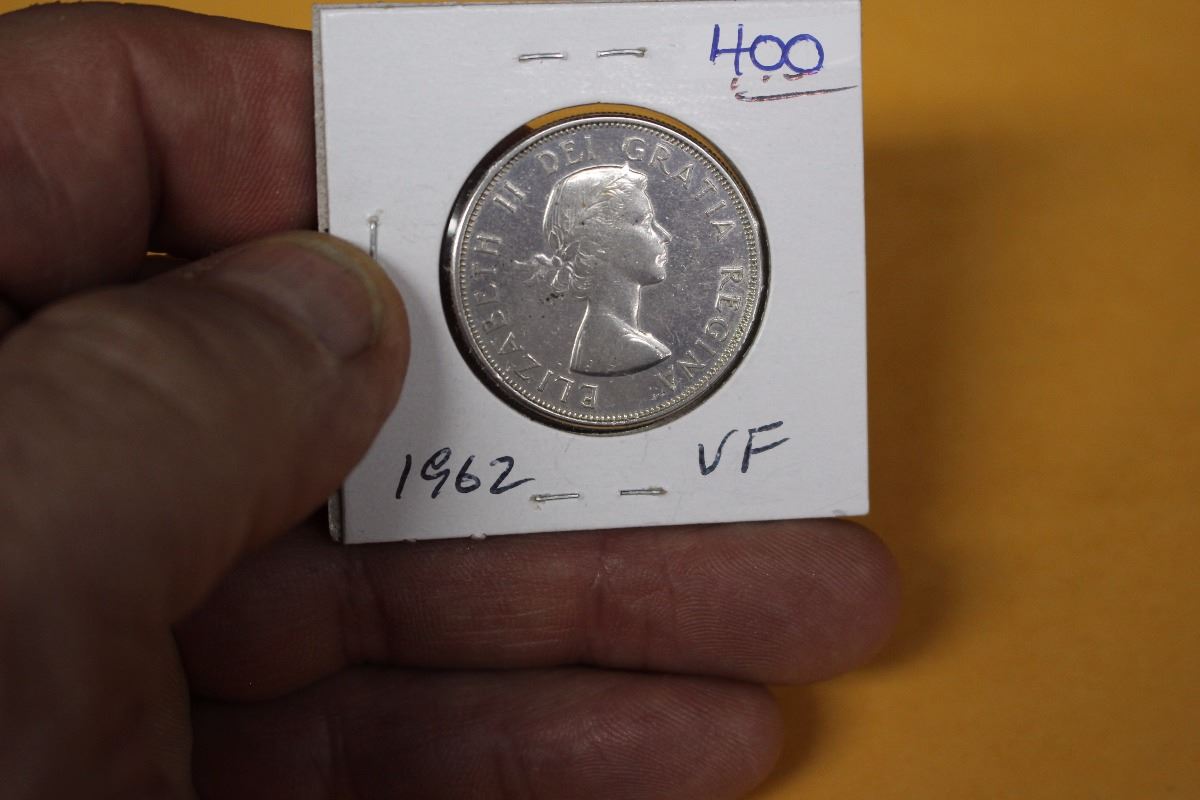 400
ELIZABETH II DEI GRATIA REGINA
1962
VF